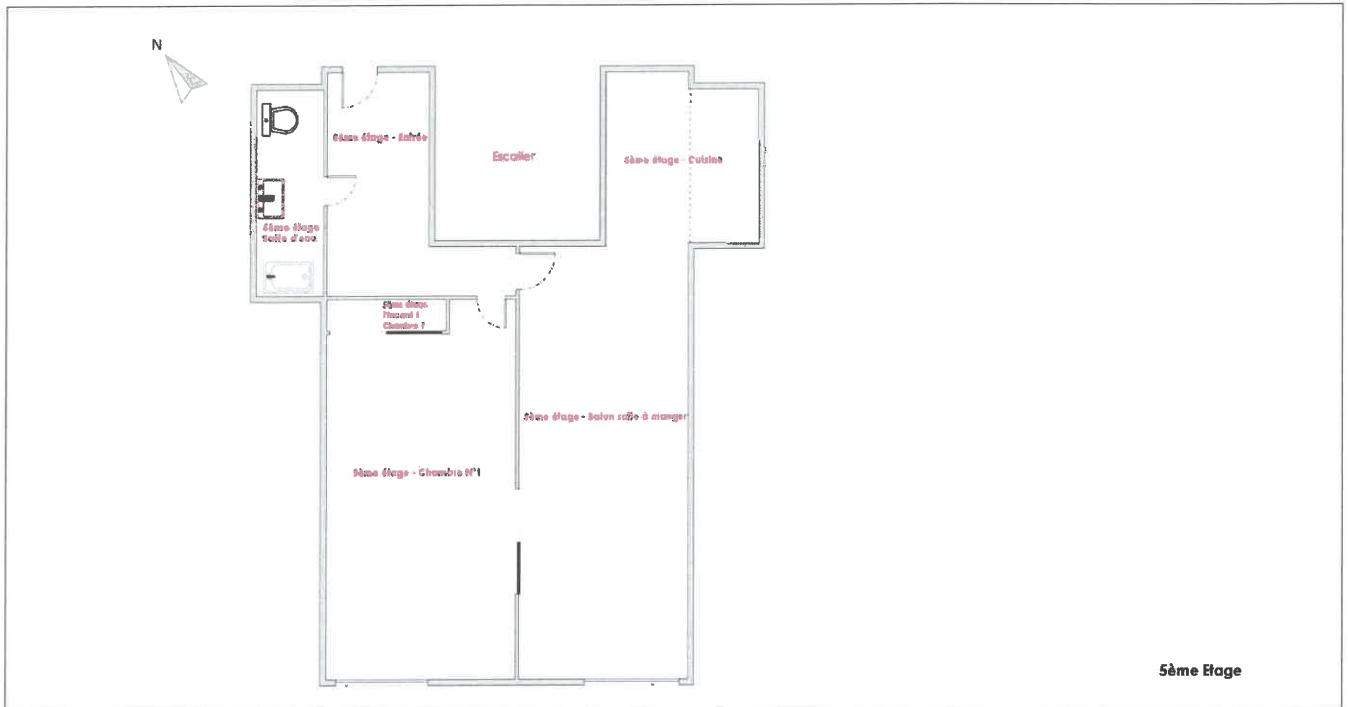 N
5ème étage - Entrée
Escalier
5ème étage - Cuisine
5ème étage
Salle d'eau
5ème étage
Placard 1
Chambre 1
5ème étage - Salon salle à manger
5ème étage - Chambre N°1
5ème Etage